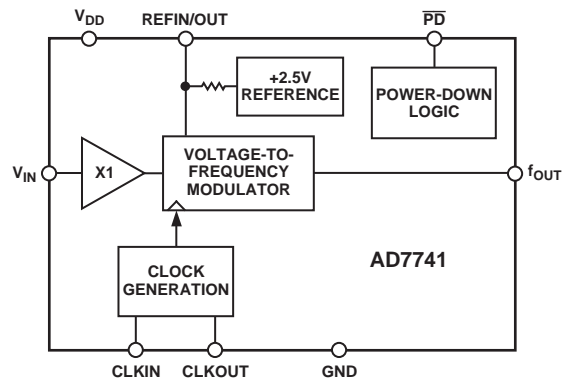 VDD
REFIN/OUT
PD
+2.5V
REFERENCE
POWER-DOWN
LOGIC
VIN
X1
VOLTAGE-TO-
FREQUENCY
MODULATOR
fOUT
CLOCK
GENERATION
AD7741
CLKIN
CLKOUT
GND